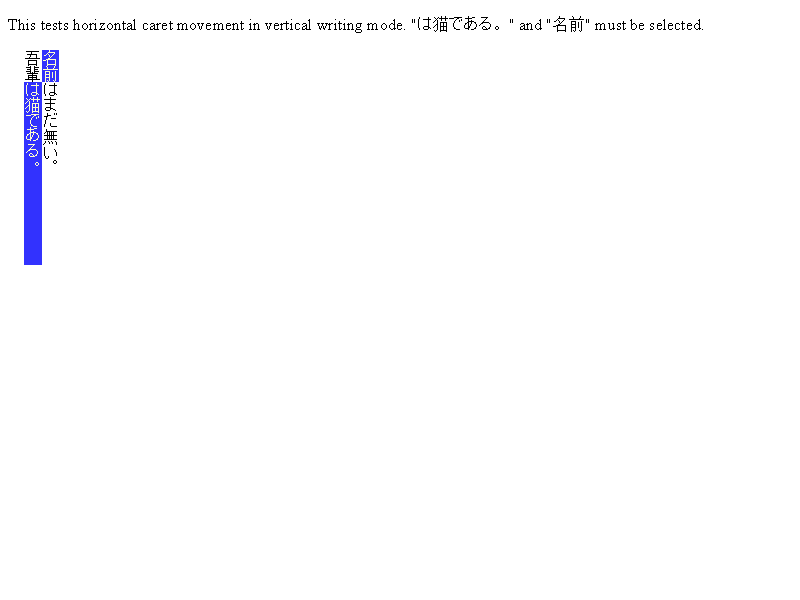 This tests horizontal caret movement in vertical writing mode. "は猫である。" and "名前" must be selected.
吾輩は猫である。
名前はまだ無い。